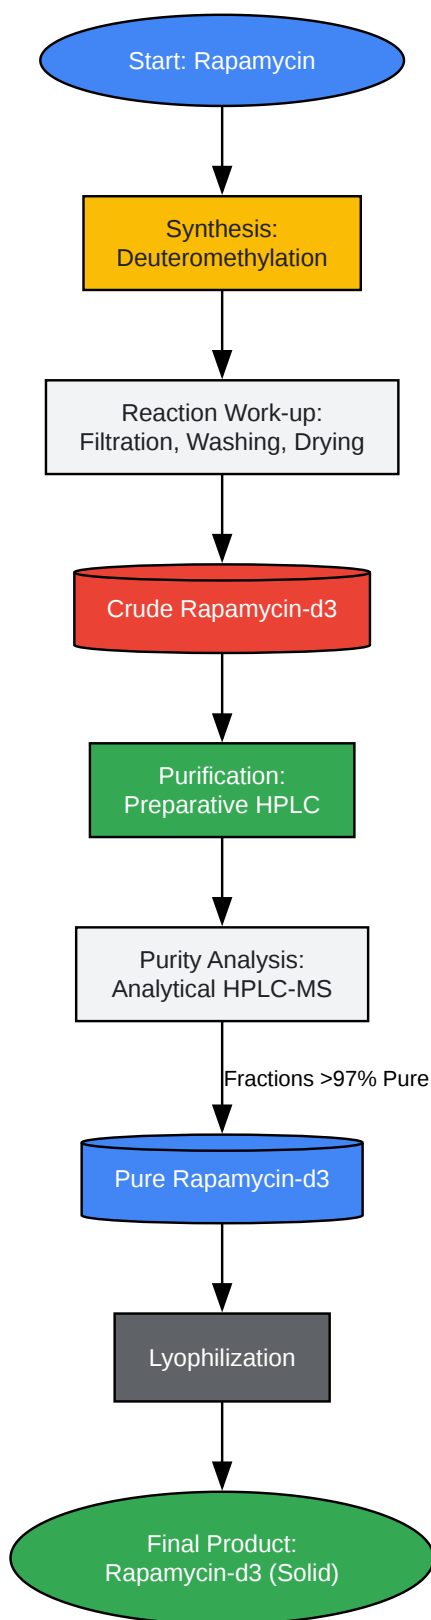 Start: Rapamycin
Synthesis:
Deuteromethylation
Reaction Work-up:
Filtration, Washing, Drying
Crude Rapamycin-d3
Purification:
Preparative HPLC
Purity Analysis:
Analytical HPLC-MS
Fractions >97% Pure
Pure Rapamycin-d3
Lyophilization
Final Product:
Rapamycin-d3 (Solid)